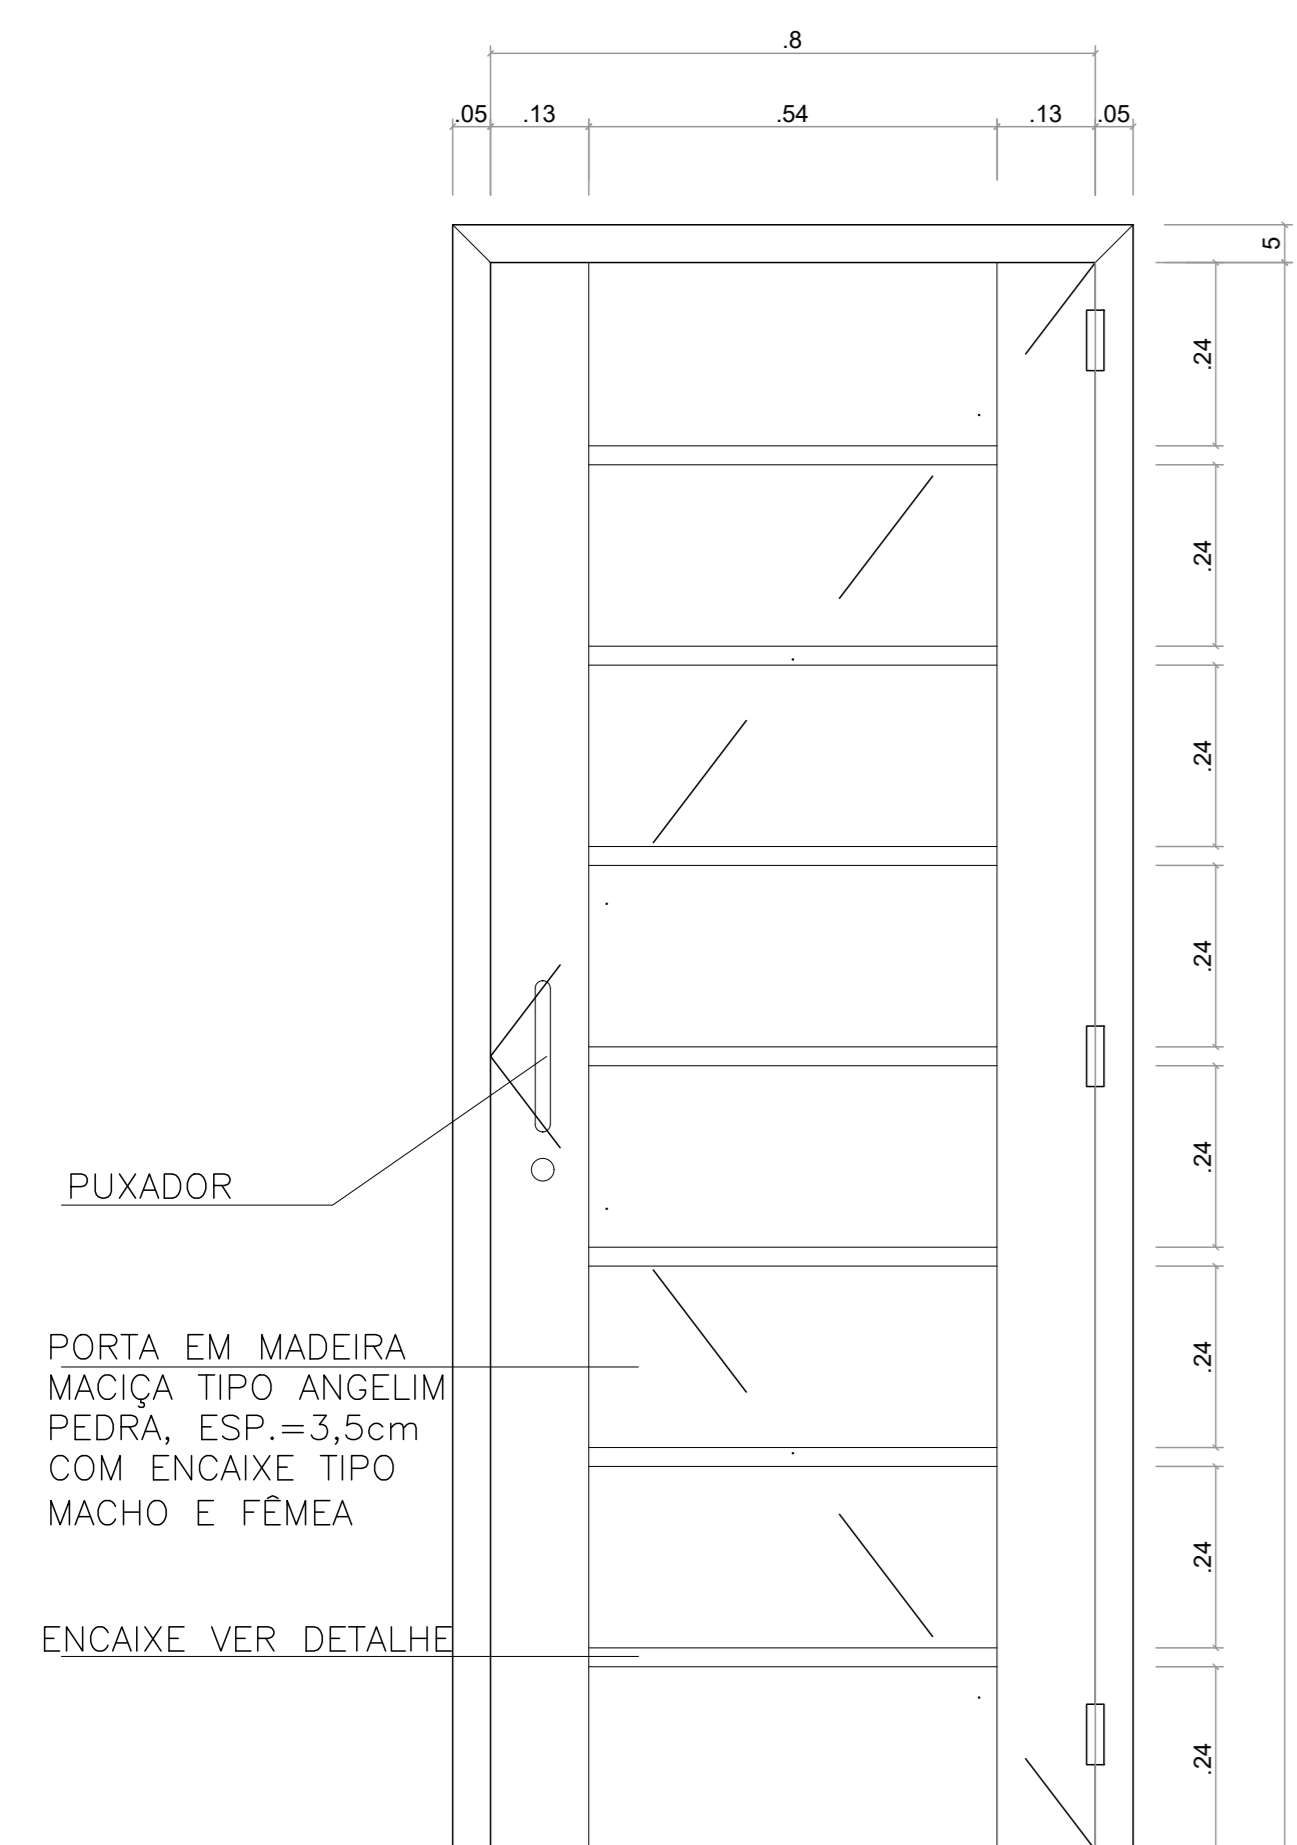 .8
.05 .13 .54 .13 .05
5
.24
.24
.24
.24
.24
.24
.24
.24
PUXADOR
PORTA EM MADEIRA
MACIÇA TIPO ANGELIM
PEDRA, ESP.=3,5cm
COM ENCAIXE TIPO
MACHO E FÊMEA
ENCAIXE VER DETALHE